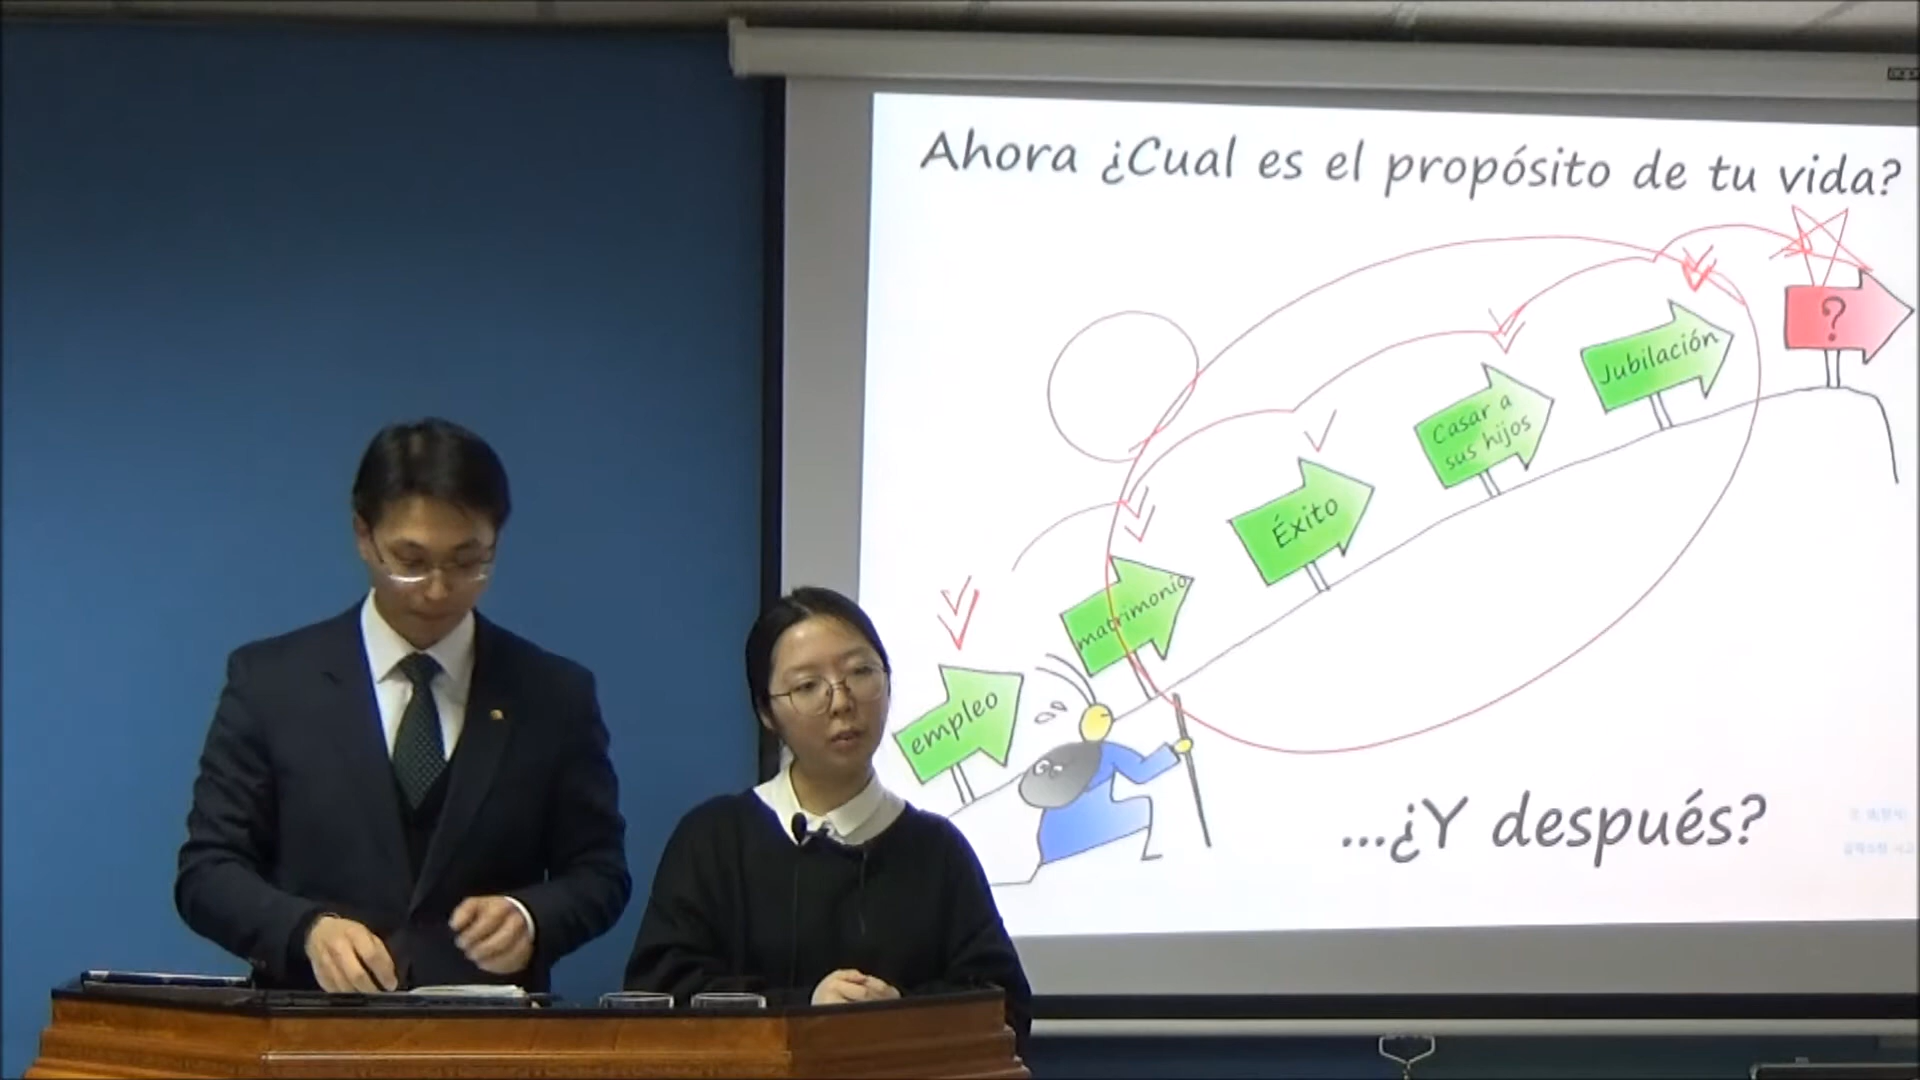 Ahora ¿Cual es el propósito de tu vida?
?
Jubilación
Casar a
sus hijos
Éxito
matrimonio
empleo
...¿Y después?